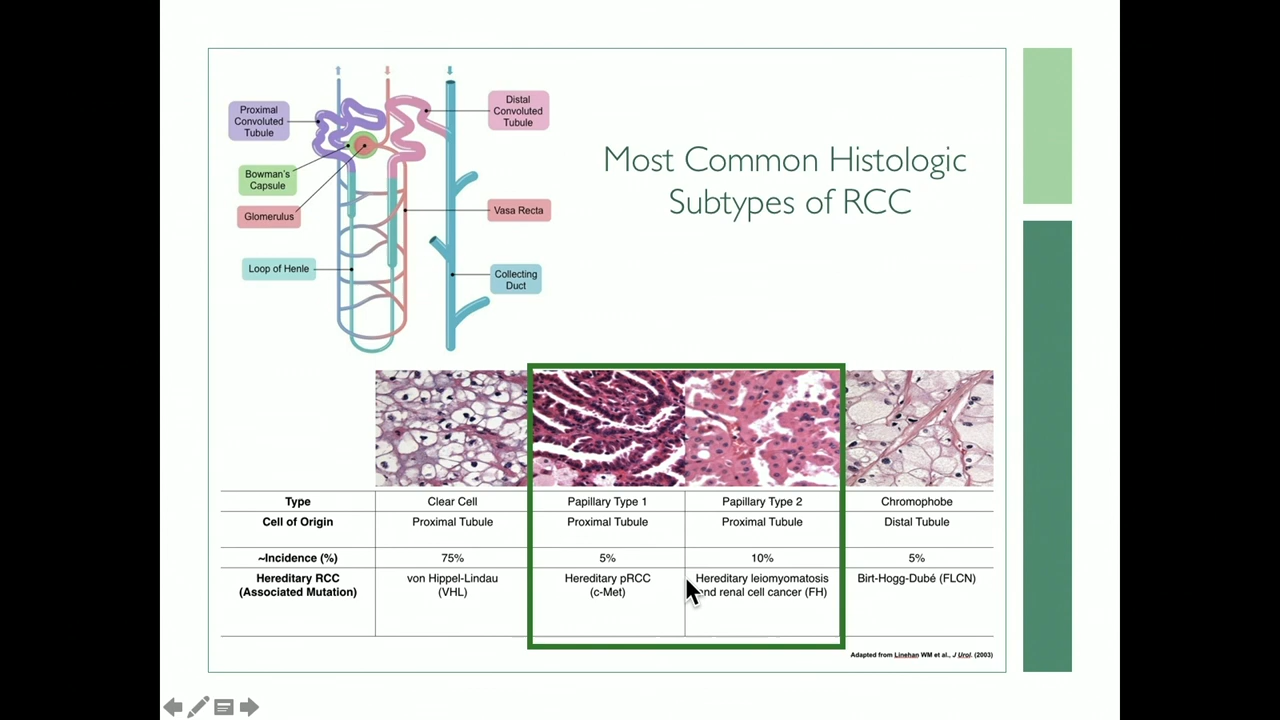 Proximal
Convoluted
Tubule
Distal
Convoluted
Tubule
Bowman's
Capsule
Glomerulus
Vasa Recta
Loop of Henle
Collecting
Duct
Most Common Histologic
Subtypes of RCC
Type Clear Cell Papillary Type 1 Papillary Type 2 Chromophobe
Cell of Origin Proximal Tubule Proximal Tubule Proximal Tubule Distal Tubule
~Incidence (%) 75% 5% 10% 5%
Hereditary RCC von Hippel-Lindau Hereditary pRCC Hereditary leiomyomatosis Birt-Hogg-Dubé (FLCN)
(Associated Mutation) (VHL) (c-Met) and renal cell cancer (FH)
Adapted from Linehan WM et al., J Urol. (2003)